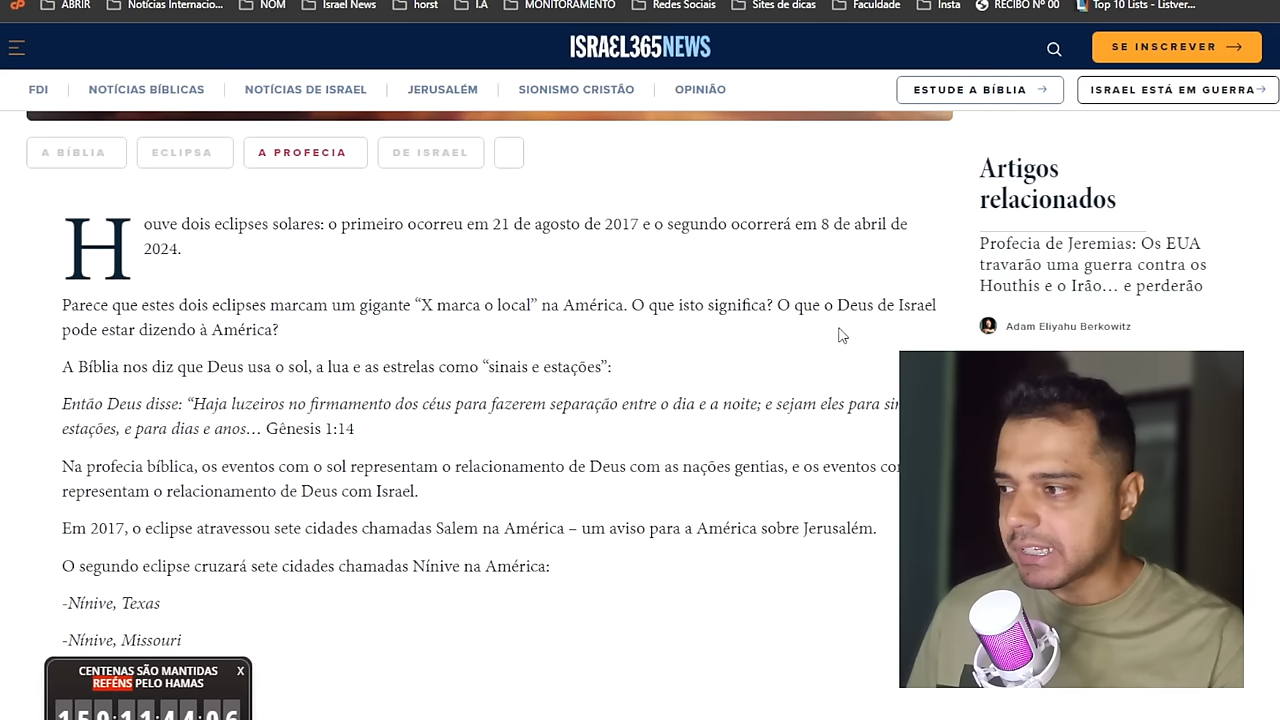 ABRIR Notícias Internacio... NOM Israel News horst I.A MONITORAMENTO Redes Sociais Sites de dicas Faculdade Insta RECIBO Nº 00 Top 10 Lists - Listver...
ISRAEL365NEWS
SE INSCREVER
FDI NOTÍCIAS BÍBLICAS NOTÍCIAS DE ISRAEL JERUSALÉM SIONISMO CRISTÃO OPINIÃO ESTUDE A BÍBLIA ISRAEL ESTÁ EM GUERRA
A BÍBLIA ECLIPSA A PROFECIA DE ISRAEL
Houve dois eclipses solares: o primeiro ocorreu em 21 de agosto de 2017 e o segundo ocorrerá em 8 de abril de
2024.
Parece que estes dois eclipses marcam um gigante “X marca o local” na América. O que isto significa? O que o Deus de Israel
pode estar dizendo à América?
A Bíblia nos diz que Deus usa o sol, a lua e as estrelas como “sinais e estações”:
Então Deus disse: “Haja luzeiros no firmamento dos céus para fazerem separação entre o dia e a noite; e sejam eles para
estações, e para dias e anos… Gênesis 1:14
Na profecia bíblica, os eventos com o sol representam o relacionamento de Deus com as nações gentias, e os eventos
representam o relacionamento de Deus com Israel.
Em 2017, o eclipse atravessou sete cidades chamadas Salem na América – um aviso para a América sobre Jerusalém.
O segundo eclipse cruzará sete cidades chamadas Nínive na América:
-Nínive, Texas
-Nínive, Missouri
Artigos
relacionados
Profecia de Jeremias: Os EUA
travarão uma guerra contra os
Houthis e o Irão… e perderão
Adam Eliyahu Berkowitz
CENTENAS SÃO MANTIDAS X
REFÉNS PELO HAMAS
150:11:44:06